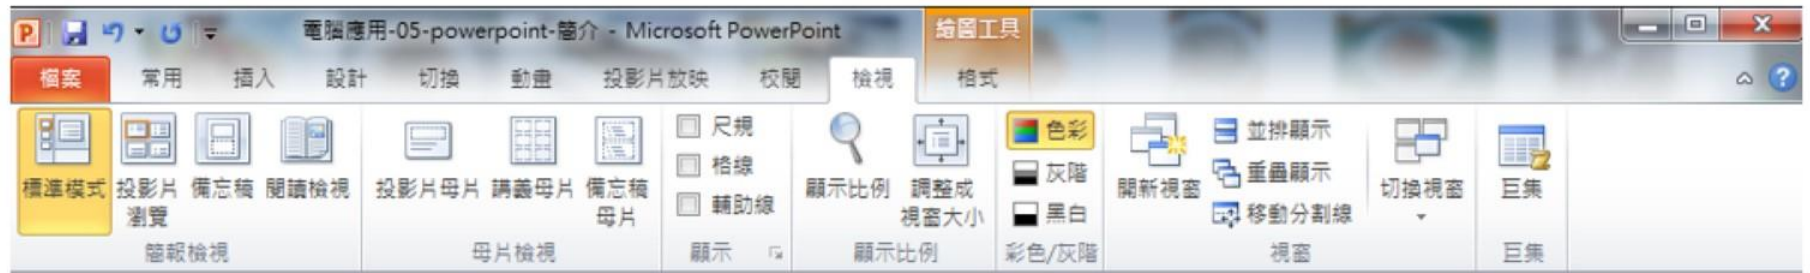 電腦應用-05-powerpoint-簡介 - Microsoft PowerPoint
繪圖工具
檔案 常用 插入 設計 切換 動畫 投影片放映 校閱 檢視 格式
標準模式
投影片
瀏覽
備忘稿
閱讀檢視
簡報檢視
投影片母片
講義母片
備忘稿
母片
母片檢視
尺規
格線
輔助線
顯示
顯示比例
調整成
視窗大小
顯示比例
色彩
灰階
黑白
彩色/灰階
開新視窗
並排顯示
重疊顯示
移動分割線
切換視窗
視窗
巨集
巨集